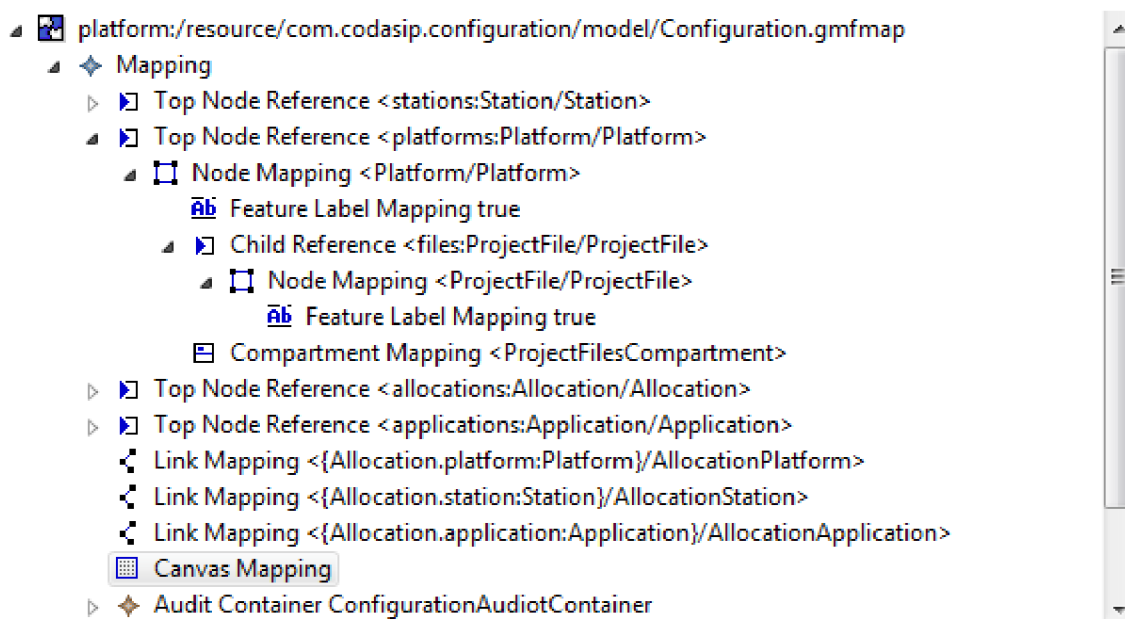 platform:/resource/com.codasip.configuration/model/Configuration.gmfmap
Mapping
Top Node Reference <stations:Station/Station>
Top Node Reference <platforms:Platform/Platform>
Node Mapping <Platform/Platform>
Ab Feature Label Mapping true
Child Reference <files:ProjectFile/ProjectFile>
Node Mapping <ProjectFile/ProjectFile>
Ab Feature Label Mapping true
Compartment Mapping <ProjectFilesCompartment>
Top Node Reference <allocations:Allocation/Allocation>
Top Node Reference <applications:Application/Application>
Link Mapping <{Allocation.platform:Platform}/AllocationPlatform>
Link Mapping <{Allocation.station:Station}/AllocationStation>
Link Mapping <{Allocation.application:Application}/AllocationApplication>
Canvas Mapping
Audit Container ConfigurationAudiotContainer